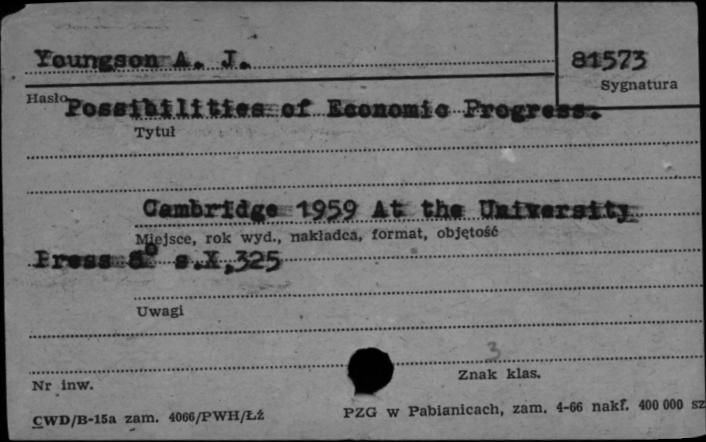 Youngson A. J.
81573
Sygnatura
Hasło
Possibilities of Economic Progress.
Tytuł
Cambridge 1959 At the University
Miejsce, rok wyd., nakładca, format, objętość
Press 8° s.X,325
Uwagi
3
Nr inw.
Znak klas.
CWD/B-15a zam. 4066/PWH/Łź
PZG w Pabianicach, zam. 4-66 nakł. 400 000 sz